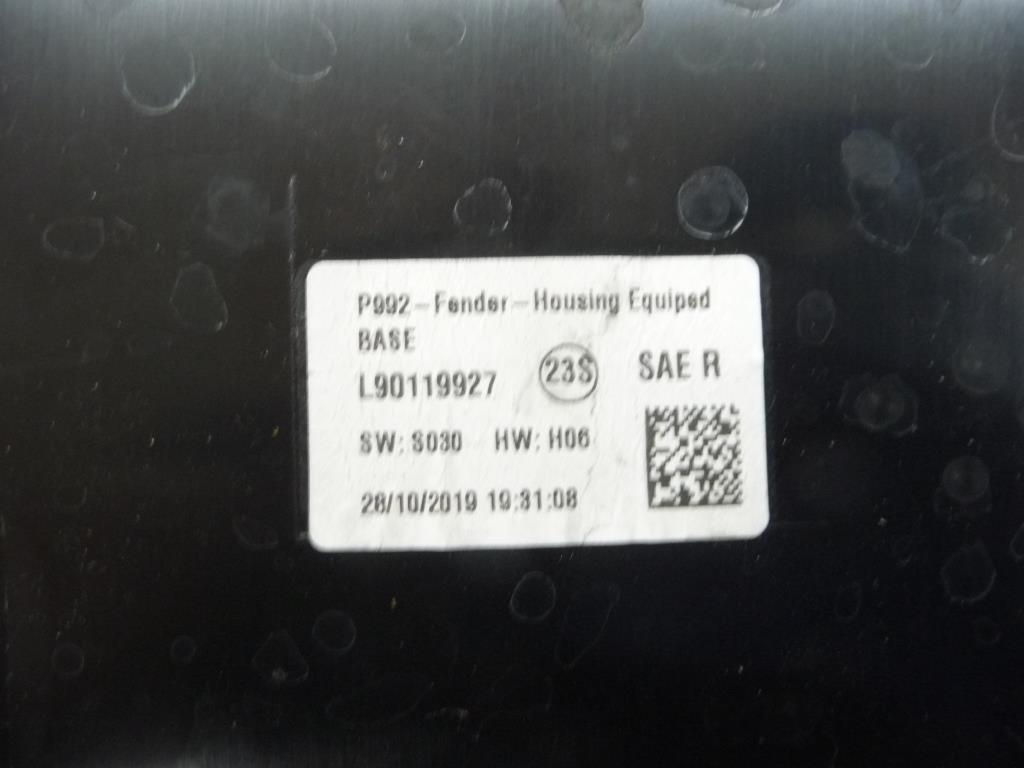 P992-Fender-Housing Equiped
BASE
L90119927 23S SAE R
SW: S030 HW: H06
28/10/2019 19:31:08